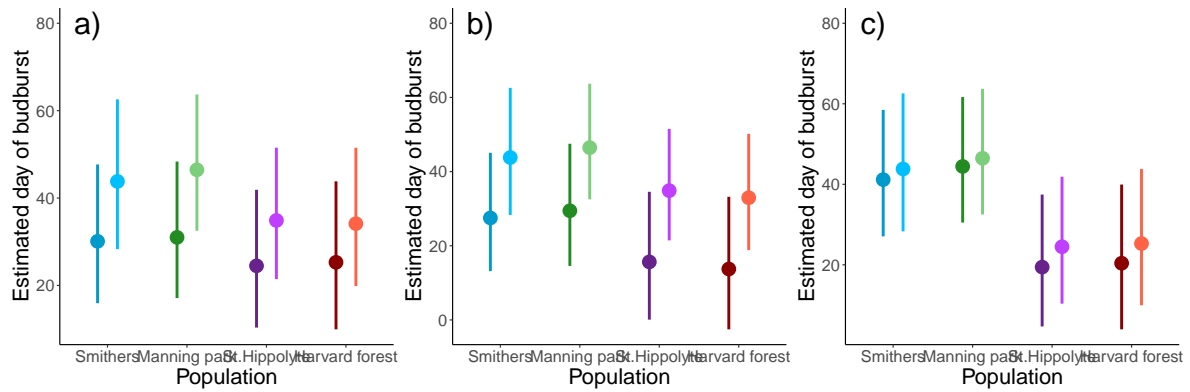 a)
Estimated day of budburst
80
60
40
20
Smithers Manning park St.Hippolyte Harvard forest
Population
b)
Estimated day of budburst
80
60
40
20
0
Smithers Manning park St.Hippolyte Harvard forest
Population
c)
Estimated day of budburst
80
60
40
20
Smithers Manning park St.Hippolyte Harvard forest
Population